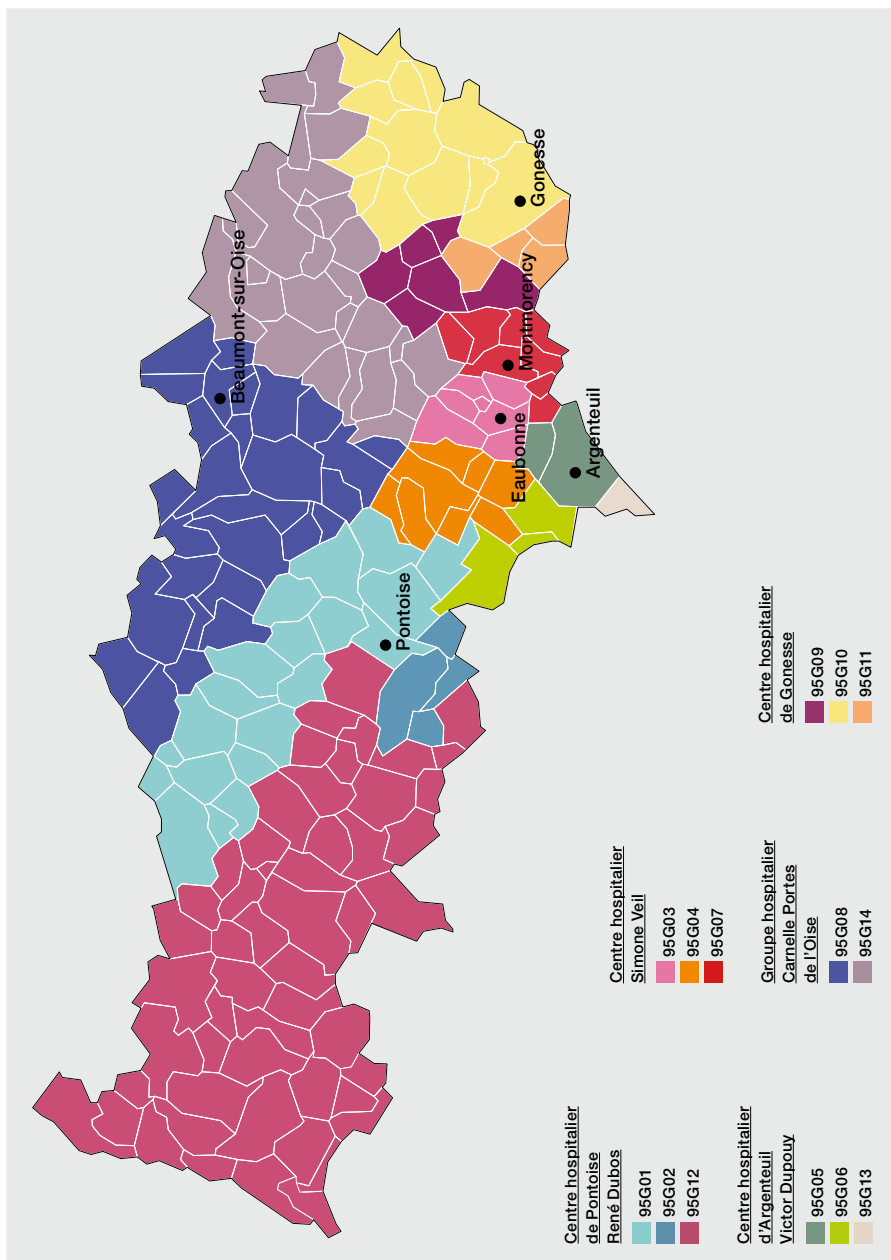 Beaumont-sur-Oise
Gonesse
Montmorency
Eaubonne
Argenteuil
Pontoise
Centre hospitalier
de Pontoise
René Dubos
95G01
95G02
95G12
Centre hospitalier
Simone Veil
95G03
95G04
95G07
Centre hospitalier
d'Argenteuil
Victor Dupouy
95G05
95G06
95G13
Groupe hospitalier
Carnelle Portes
de l'Oise
95G08
95G14
Centre hospitalier
de Gonesse
95G09
95G10
95G11